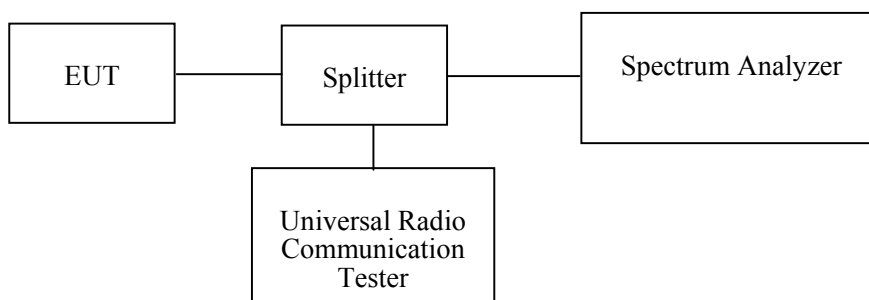 EUT
Splitter
Spectrum Analyzer
Universal Radio
Communication
Tester